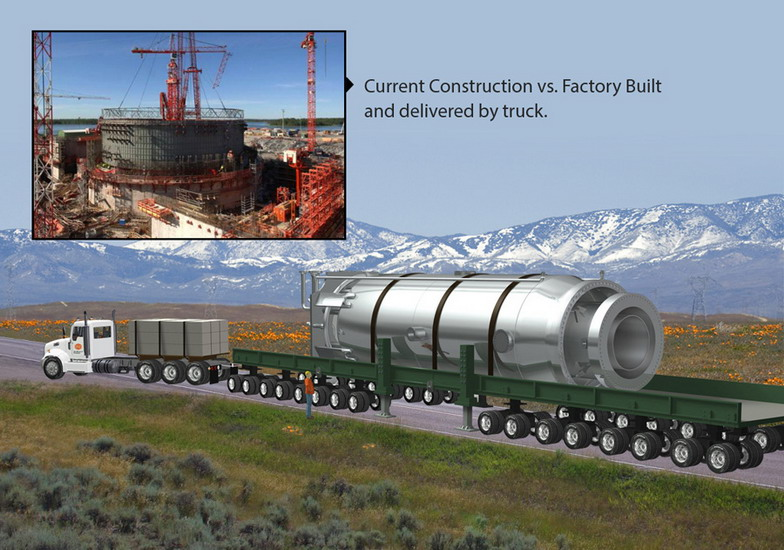 Current Construction vs. Factory Built
and delivered by truck.